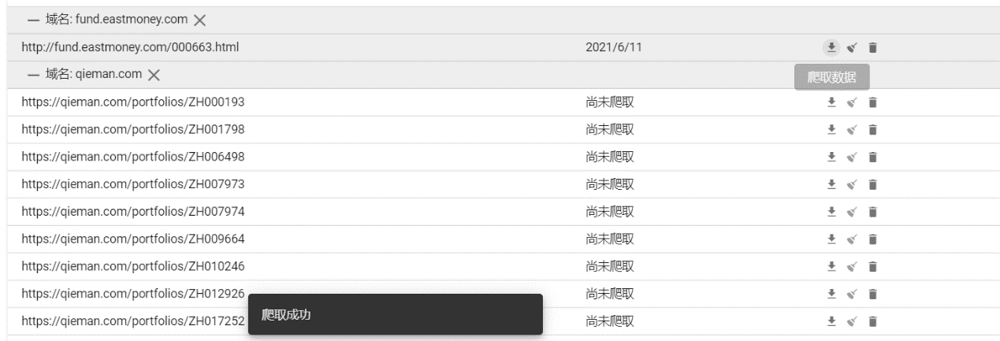 域名: fund.eastmoney.com
http://fund.eastmoney.com/000663.html 2021/6/11
域名: qieman.com
爬取数据
https://qieman.com/portfolios/ZH000193 尚未爬取
https://qieman.com/portfolios/ZH001798 尚未爬取
https://qieman.com/portfolios/ZH006498 尚未爬取
https://qieman.com/portfolios/ZH007973 尚未爬取
https://qieman.com/portfolios/ZH007974 尚未爬取
https://qieman.com/portfolios/ZH009664 尚未爬取
https://qieman.com/portfolios/ZH010246 尚未爬取
https://qieman.com/portfolios/ZH012926 尚未爬取
爬取成功
https://qieman.com/portfolios/ZH017252 尚未爬取